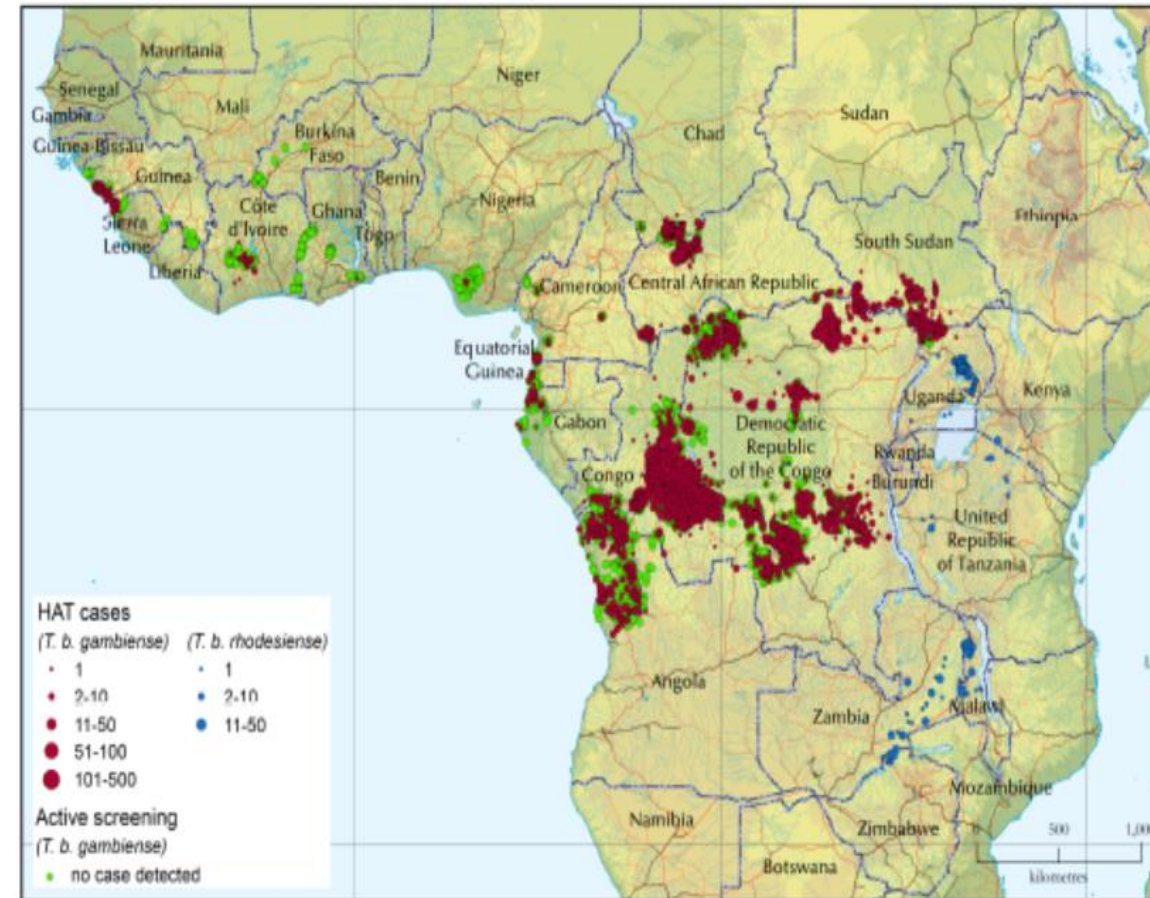 Mauritania
Niger
Senegal
Mali
Sudan
Gambia
Chad
Burkina
Faso
Guinea-Bissau
Guinea
Benin
Nigeria
Côte
d'Ivoire
Ghana
Togo
Ethiopia
Sierra
Leone
South Sudan
Liberia
Cameroon
Central African Republic
Equatorial
Guinea
Uganda
Kenya
Gabon
Democratic
Republic
of the Congo
Rwanda
Congo
Burundi
United
Republic
of Tanzania
HAT cases
(T. b. gambiense) (T. b. rhodesiense)
1 1
2-10 2-10
11-50 11-50
51-100
101-500
Active screening
(T. b. gambiense)
no case detected
Angola
Zambia
Malawi
Mozambique
Namibia
Zimbabwe
Botswana
0 500
kilometres